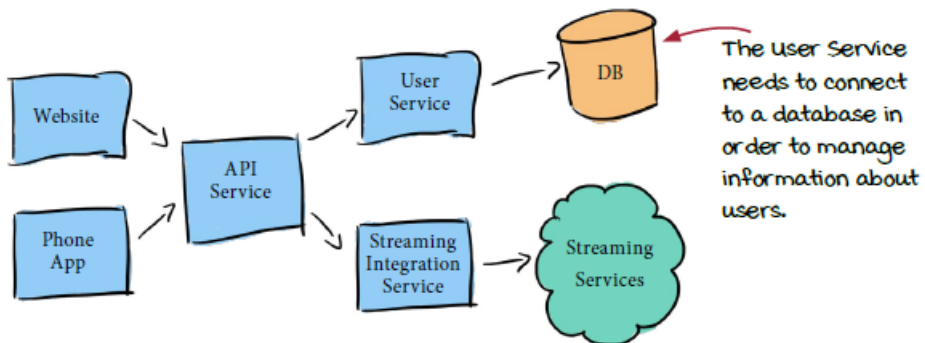 Website
Phone
App
API
Service
User
Service
Streaming
Integration
Service
DB
Streaming
Services
The User Service
needs to connect
to a database in
order to manage
information about
users.